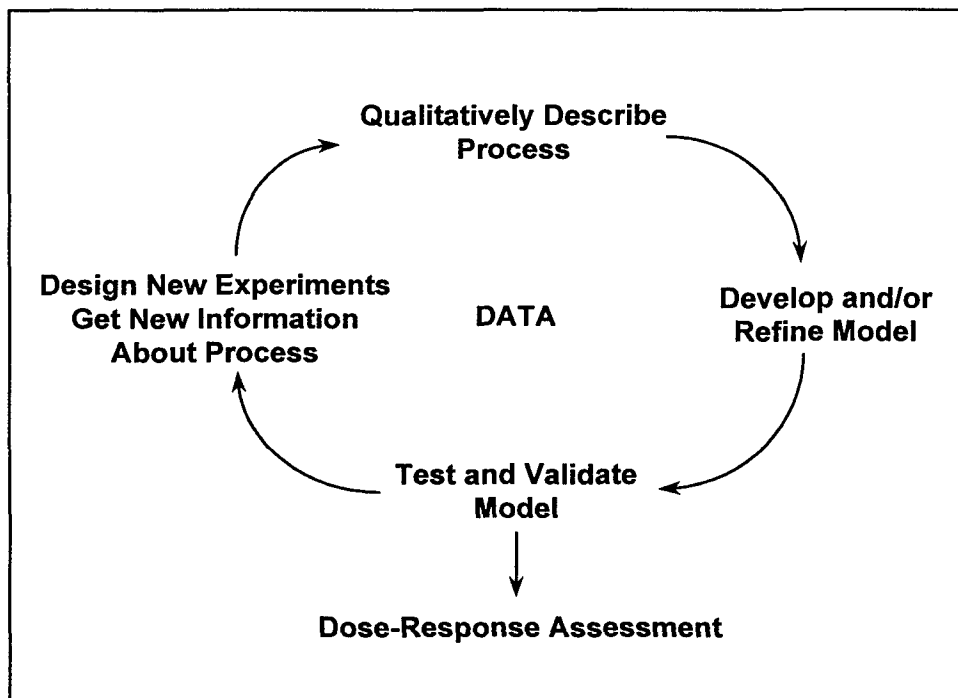 Qualitatively Describe
Process
Design New Experiments
Get New Information
About Process
DATA
Develop and/or
Refine Model
Test and Validate
Model
Dose-Response Assessment